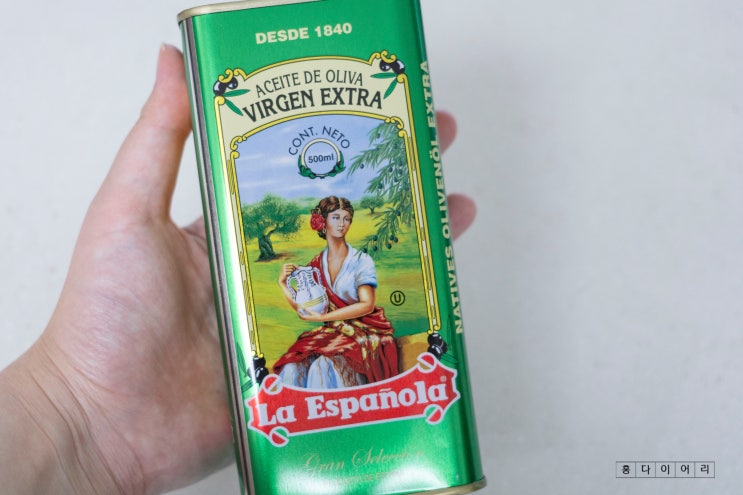 DESDE 1840
ACEITE DE OLIVA
VIRGEN EXTRA
CONT. NETO
500ml
U
La Española®
Gran Selección
NATIVES OLIVENÖL EXTRA
홍다이어리